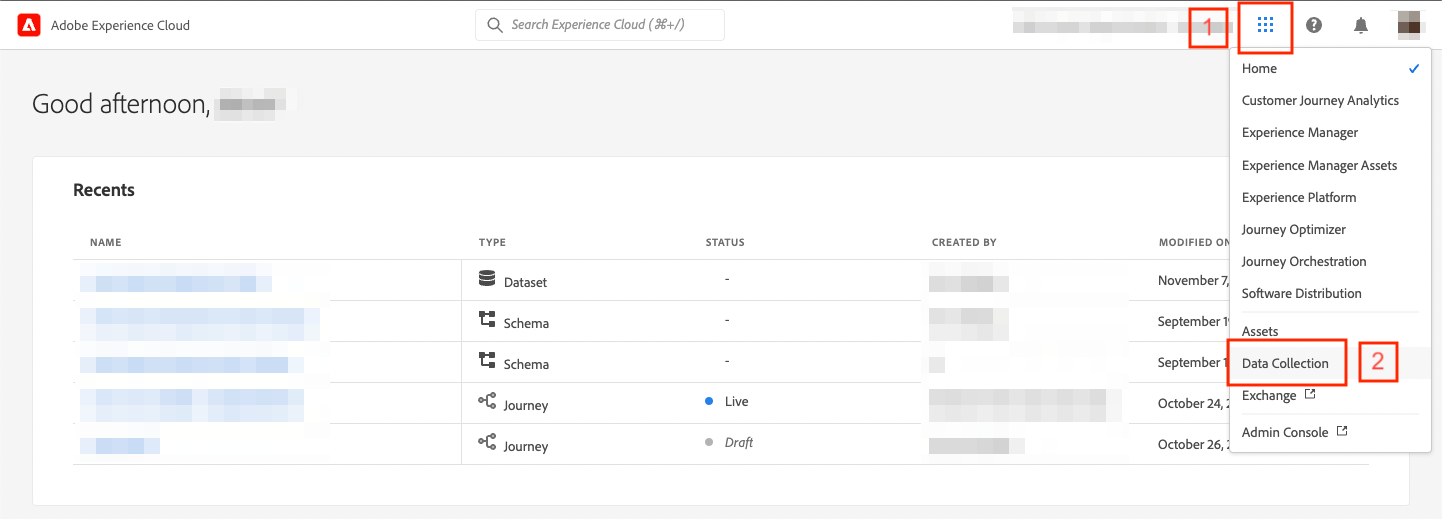 Adobe Experience Cloud
Search Experience Cloud (⌘+/)
1
Home
Customer Journey Analytics
Experience Manager
Experience Manager Assets
Experience Platform
Journey Optimizer
Journey Orchestration
Software Distribution
Assets
Data Collection
2
Exchange
Admin Console
Good afternoon,
Recents
NAME TYPE STATUS CREATED BY MODIFIED ON
Dataset - November 7,
Schema - September 19
Schema - September 1
Journey Live October 24, 2
Journey Draft October 26, 2